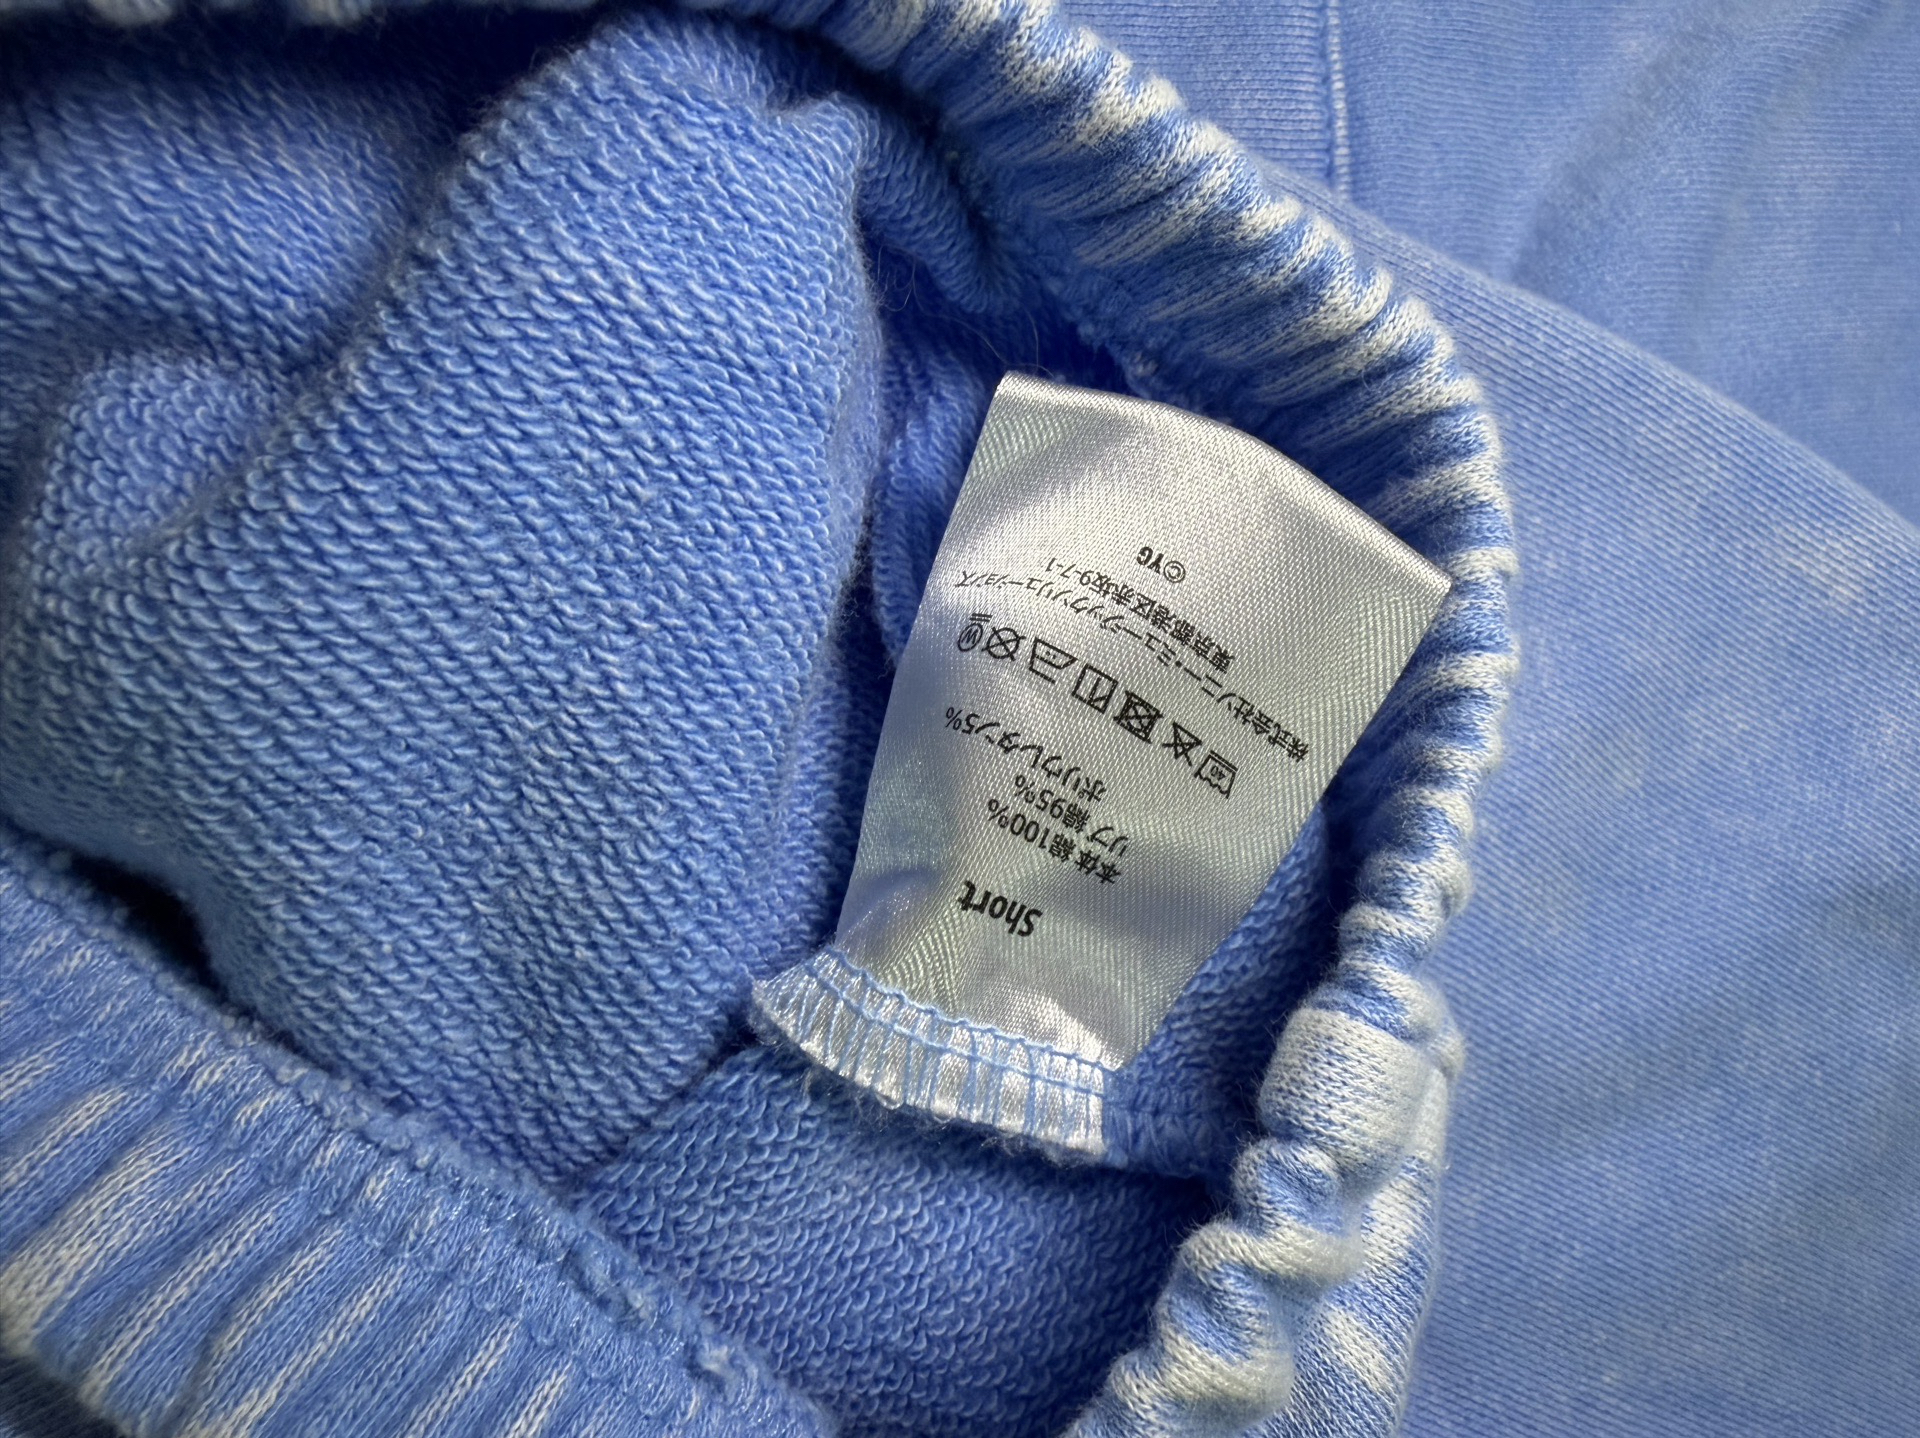 Short
本体 綿100%
リブ 綿95%
ポリウレタン5%
40
W
株式会社ソニー・ミュージックソリューションズ
東京都港区赤坂9-7-1
©YG